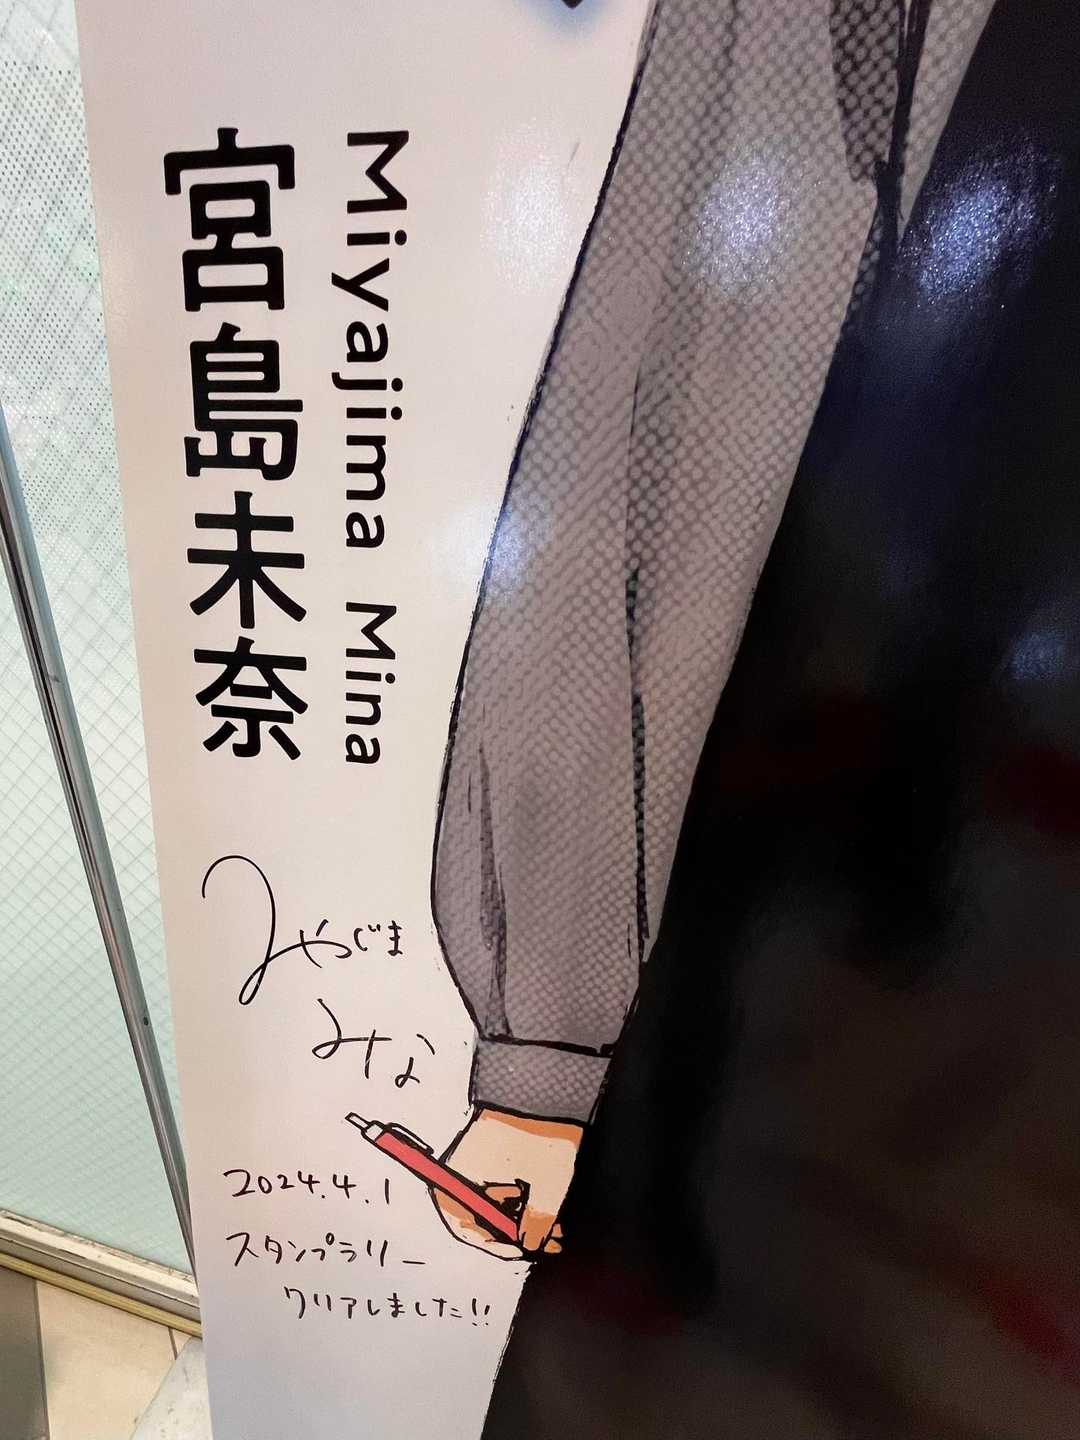 宮島未奈
Miyajima Mina
みやじま
みな
2024.4.1
スタンプラリー
クリアしました!!